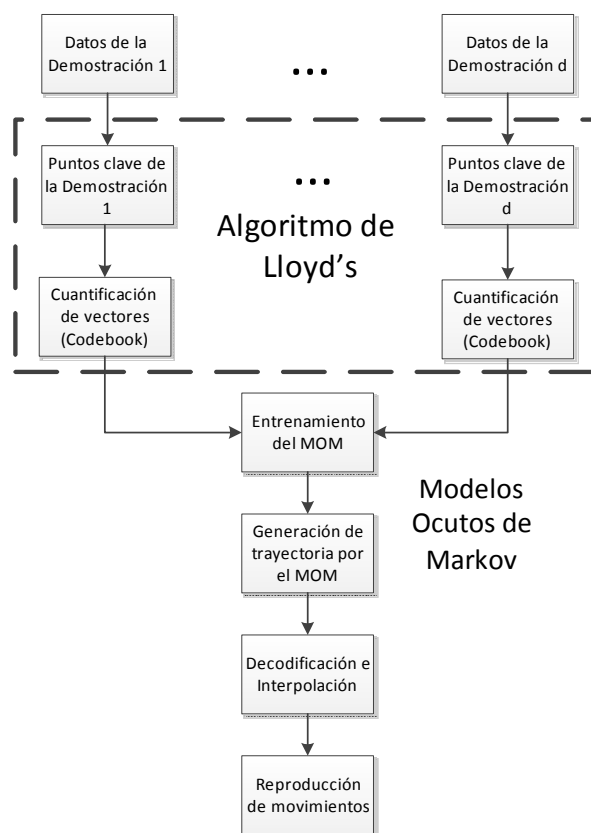 Datos de la
Demostración 1
...
Datos de la
Demostración d
Puntos clave de
la Demostración
1
...
Puntos clave de
la Demostración
d
Algoritmo de
Lloyd's
Cuantificación
de vectores
(Codebook)
Cuantificación
de vectores
(Codebook)
Entrenamiento
del MOM
Modelos
Ocutos de
Markov
Generación de
trayectoria por
el MOM
Decodificación e
Interpolación
Reproducción
de movimientos